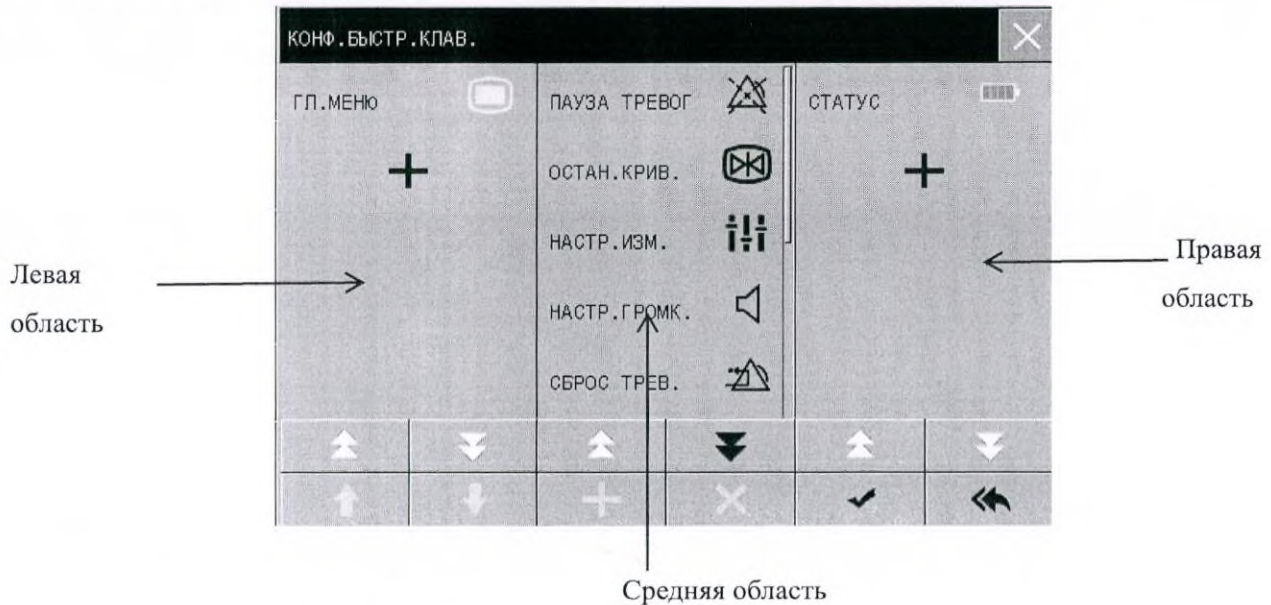 КОНФ.БЫСТР.КЛАВ.
ГЛ.МЕНЮ
ПАУЗА ТРЕВОГ
СТАТУС
ОСТАН.КРИВ.
НАСТР.ИЗМ.
НАСТР.ГРОМК.
СБРОС ТРЕВ.
Левая
область
Правая
область
Средняя область